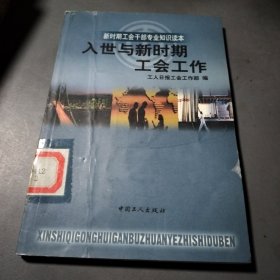 新时期工会干部专业知识读本
入世与新时期
工会工作
工人日报工会工作部 编
中国工人出版社
XINSHIQIGONGHUIGANBUZHUANYEZHISHIDUBEN